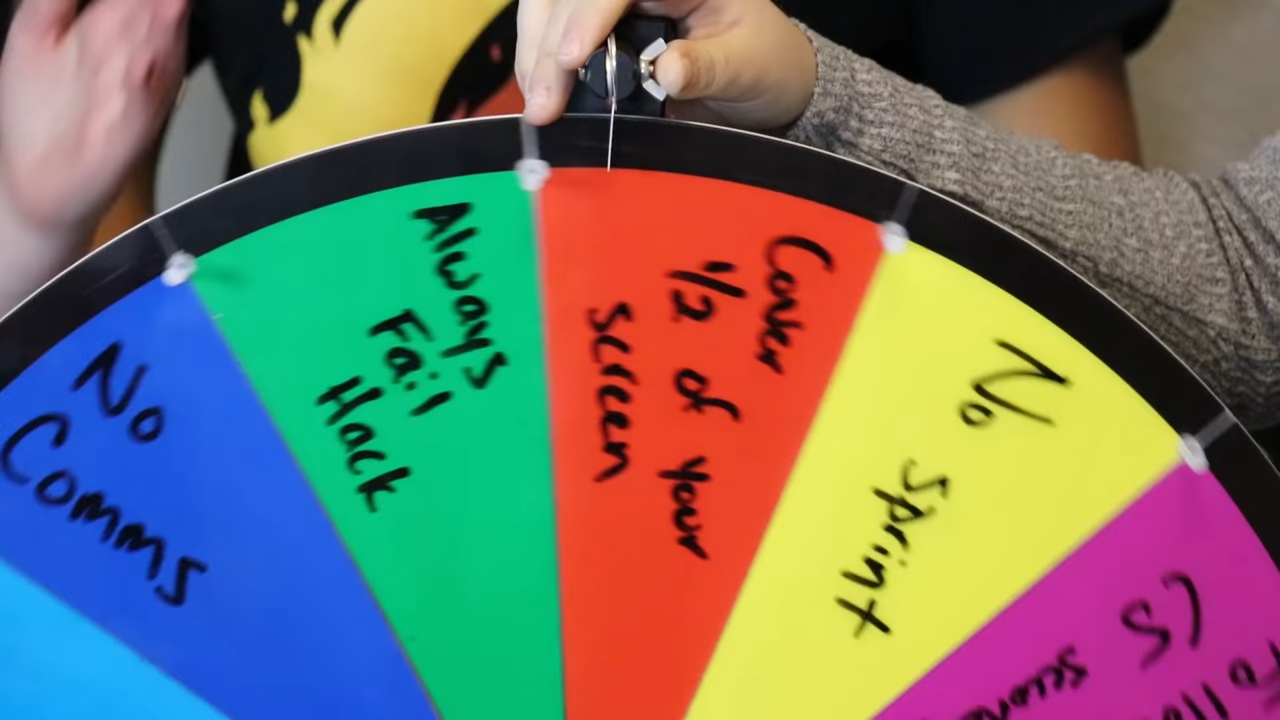 No
Comms
Always
Fail
Hack
Cover
1/2 of your
screen
No
Sprint